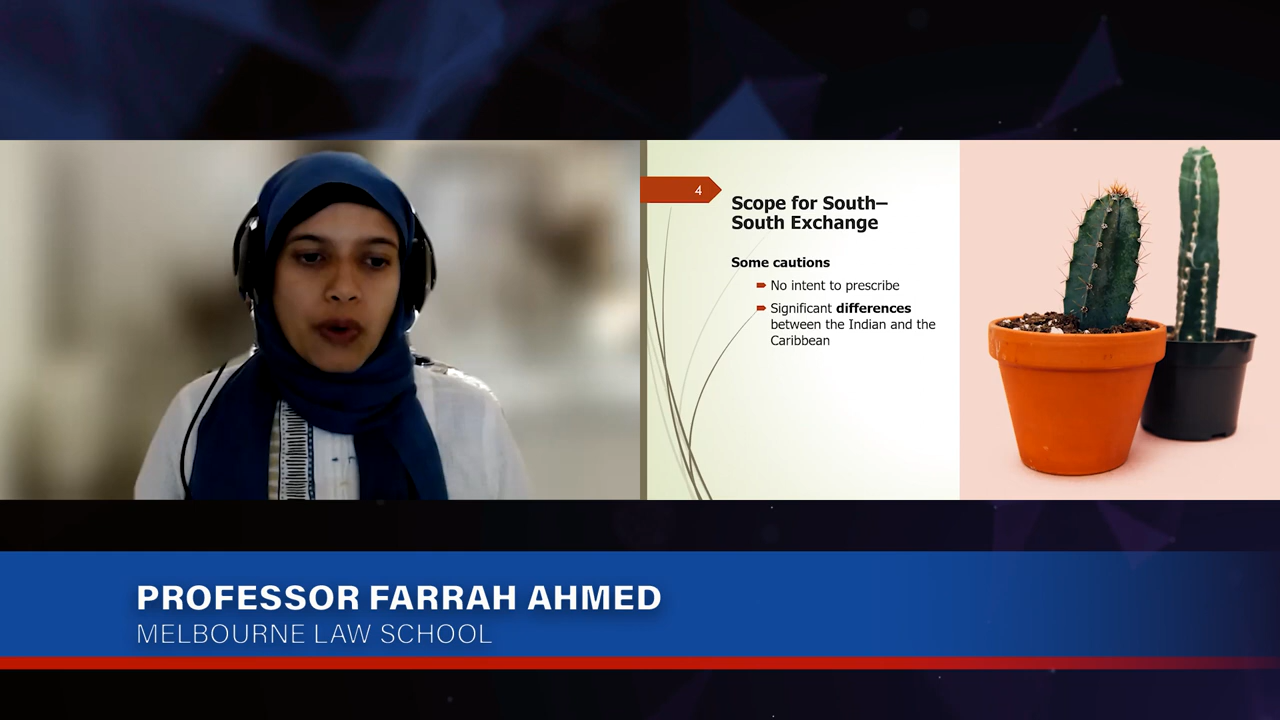 4
Scope for South–
South Exchange
Some cautions
No intent to prescribe
Significant differences
between the Indian and the
Caribbean
PROFESSOR FARRAH AHMED
MELBOURNE LAW SCHOOL